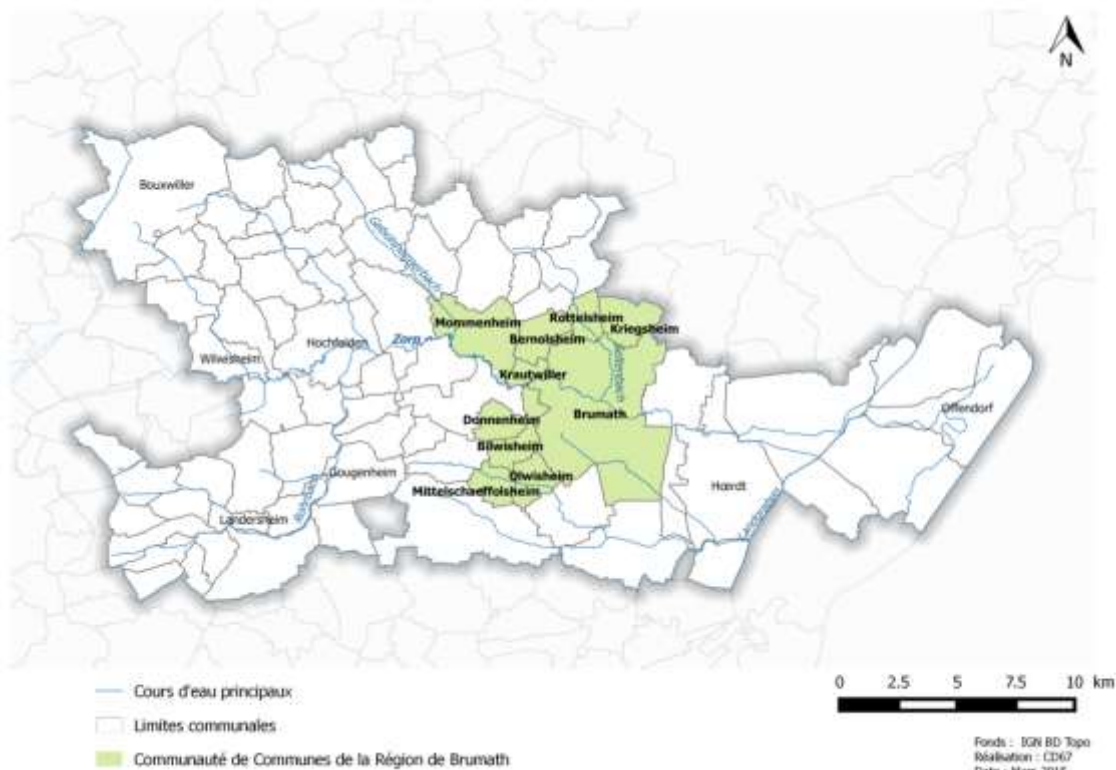 N
Bouxwiller
Mommenheim
Rottelsheim
Kriegsheim
Bernolsheim
Zorn
Hochfelden
Wilwisheim
Krautwiller
Donnenheim
Brumath
Offendorf
Bilwisheim
Gougenheim
Olwisheim
Hœrdt
Mittelschaeffolsheim
Landersheim
0 2.5 5 7.5 10 km
Cours d'eau principaux
Limites communales
Communauté de Communes de la Région de Brumath
Fonds : IGN BD Topo
Réalisation : CD67